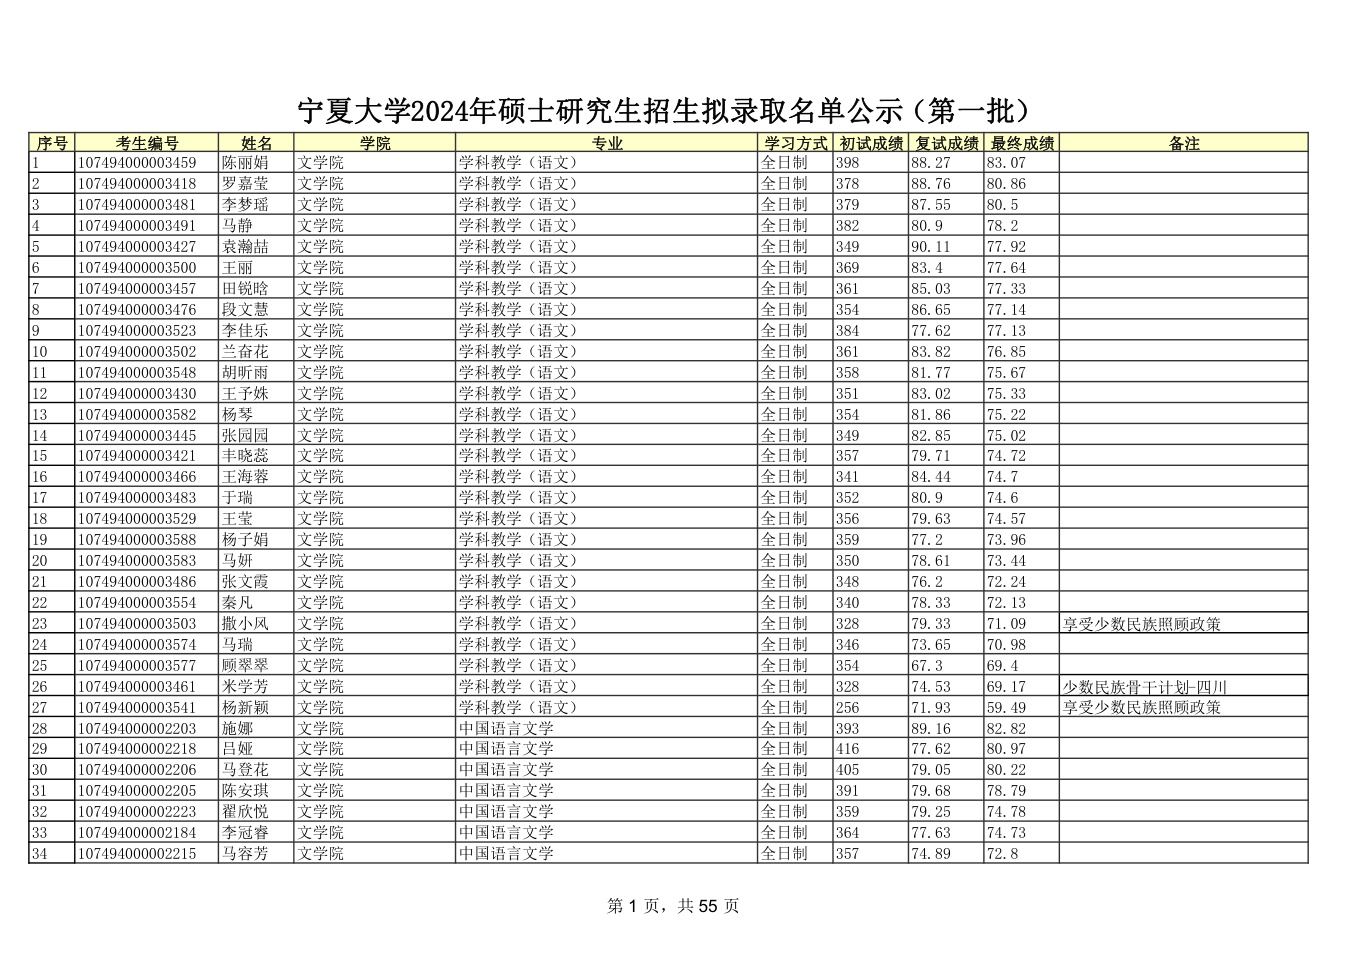 宁夏大学2024年硕士研究生招生拟录取名单公示（第一批）
序号 考生编号 姓名 学院 专业 学习方式 初试成绩 复试成绩 最终成绩 备注
1 107494000003459 陈丽娟 文学院 学科教学（语文） 全日制 398 88.27 83.07
2 107494000003418 罗嘉莹 文学院 学科教学（语文） 全日制 378 88.76 80.86
3 107494000003481 李梦瑶 文学院 学科教学（语文） 全日制 379 87.55 80.5
4 107494000003491 马静 文学院 学科教学（语文） 全日制 382 80.9 78.2
5 107494000003427 袁瀚喆 文学院 学科教学（语文） 全日制 349 90.11 77.92
6 107494000003500 王丽 文学院 学科教学（语文） 全日制 369 83.4 77.64
7 107494000003457 田锐晗 文学院 学科教学（语文） 全日制 361 85.03 77.33
8 107494000003476 段文慧 文学院 学科教学（语文） 全日制 354 86.65 77.14
9 107494000003523 李佳乐 文学院 学科教学（语文） 全日制 384 77.62 77.13
10 107494000003502 兰奋花 文学院 学科教学（语文） 全日制 361 83.82 76.85
11 107494000003548 胡昕雨 文学院 学科教学（语文） 全日制 358 81.77 75.67
12 107494000003430 王予姝 文学院 学科教学（语文） 全日制 351 83.02 75.33
13 107494000003582 杨琴 文学院 学科教学（语文） 全日制 354 81.86 75.22
14 107494000003445 张园园 文学院 学科教学（语文） 全日制 349 82.85 75.02
15 107494000003421 丰晓蕊 文学院 学科教学（语文） 全日制 357 79.71 74.72
16 107494000003466 王海蓉 文学院 学科教学（语文） 全日制 341 84.44 74.7
17 107494000003483 于瑞 文学院 学科教学（语文） 全日制 352 80.9 74.6
18 107494000003529 王莹 文学院 学科教学（语文） 全日制 356 79.63 74.57
19 107494000003588 杨子娟 文学院 学科教学（语文） 全日制 359 77.2 73.96
20 107494000003583 马妍 文学院 学科教学（语文） 全日制 350 78.61 73.44
21 107494000003486 张文霞 文学院 学科教学（语文） 全日制 348 76.2 72.24
22 107494000003554 秦凡 文学院 学科教学（语文） 全日制 340 78.33 72.13
23 107494000003503 撒小风 文学院 学科教学（语文） 全日制 328 79.33 71.09 享受少数民族照顾政策
24 107494000003574 马瑞 文学院 学科教学（语文） 全日制 346 73.65 70.98
25 107494000003577 顾翠翠 文学院 学科教学（语文） 全日制 354 67.3 69.4
26 107494000003461 米学芳 文学院 学科教学（语文） 全日制 328 74.53 69.17 少数民族骨干计划-四川
27 107494000003541 杨新颖 文学院 学科教学（语文） 全日制 256 71.93 59.49 享受少数民族照顾政策
28 107494000002203 施娜 文学院 中国语言文学 全日制 393 89.16 82.82
29 107494000002218 吕娅 文学院 中国语言文学 全日制 416 77.62 80.97
30 107494000002206 马登花 文学院 中国语言文学 全日制 405 79.05 80.22
31 107494000002205 陈安琪 文学院 中国语言文学 全日制 391 79.68 78.79
32 107494000002223 翟欣悦 文学院 中国语言文学 全日制 359 79.25 74.78
33 107494000002184 李冠睿 文学院 中国语言文学 全日制 364 77.63 74.73
34 107494000002215 马容芳 文学院 中国语言文学 全日制 357 74.89 72.8
第 1 页，共 55 页